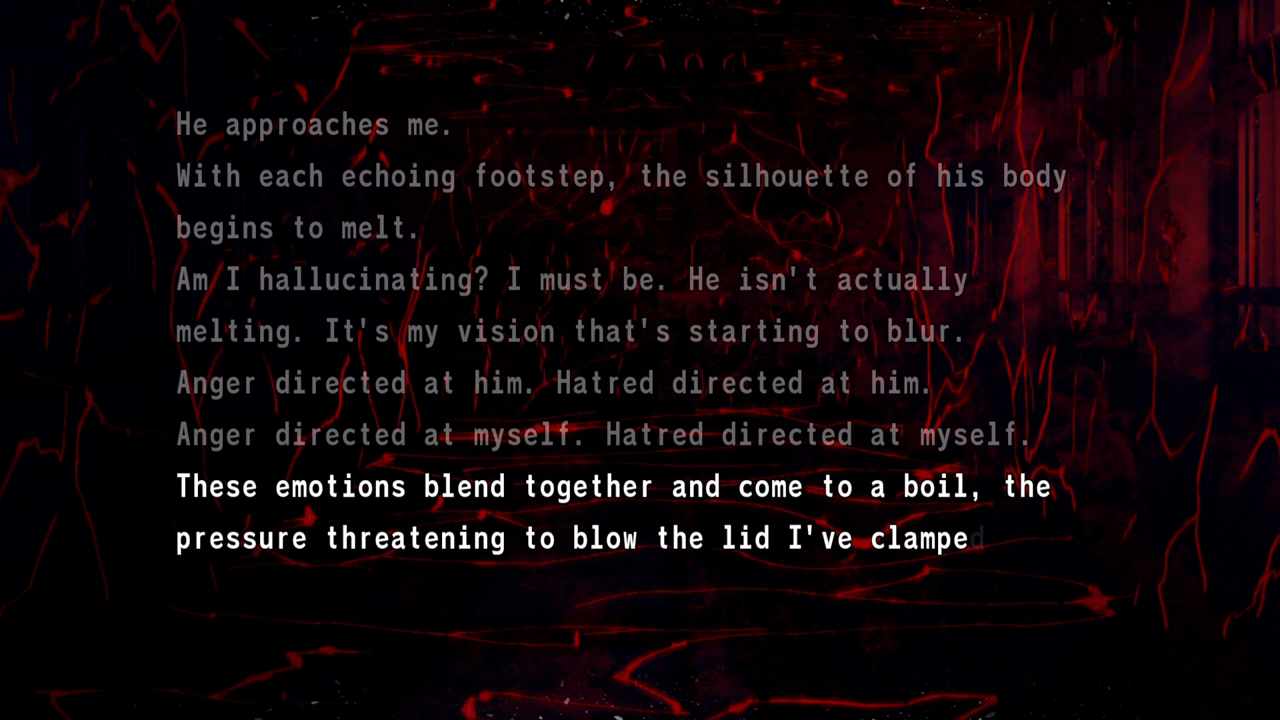 He approaches me.
With each echoing footstep, the silhouette of his body
begins to melt.
Am I hallucinating? I must be. He isn't actually
melting. It's my vision that's starting to blur.
Anger directed at him. Hatred directed at him.
Anger directed at myself. Hatred directed at myself.
These emotions blend together and come to a boil, the
pressure threatening to blow the lid I've clamped